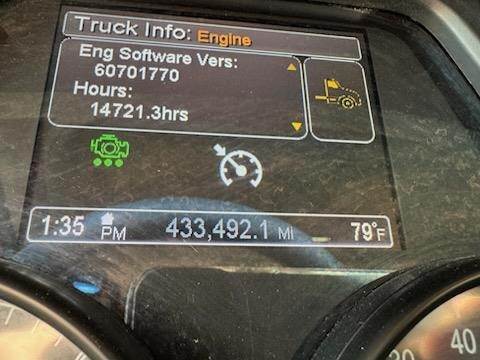 Truck Info: Engine
Eng Software Vers:
60701770
Hours:
14721.3hrs
1:35 PM 433,492.1 MI 79°F
30 40